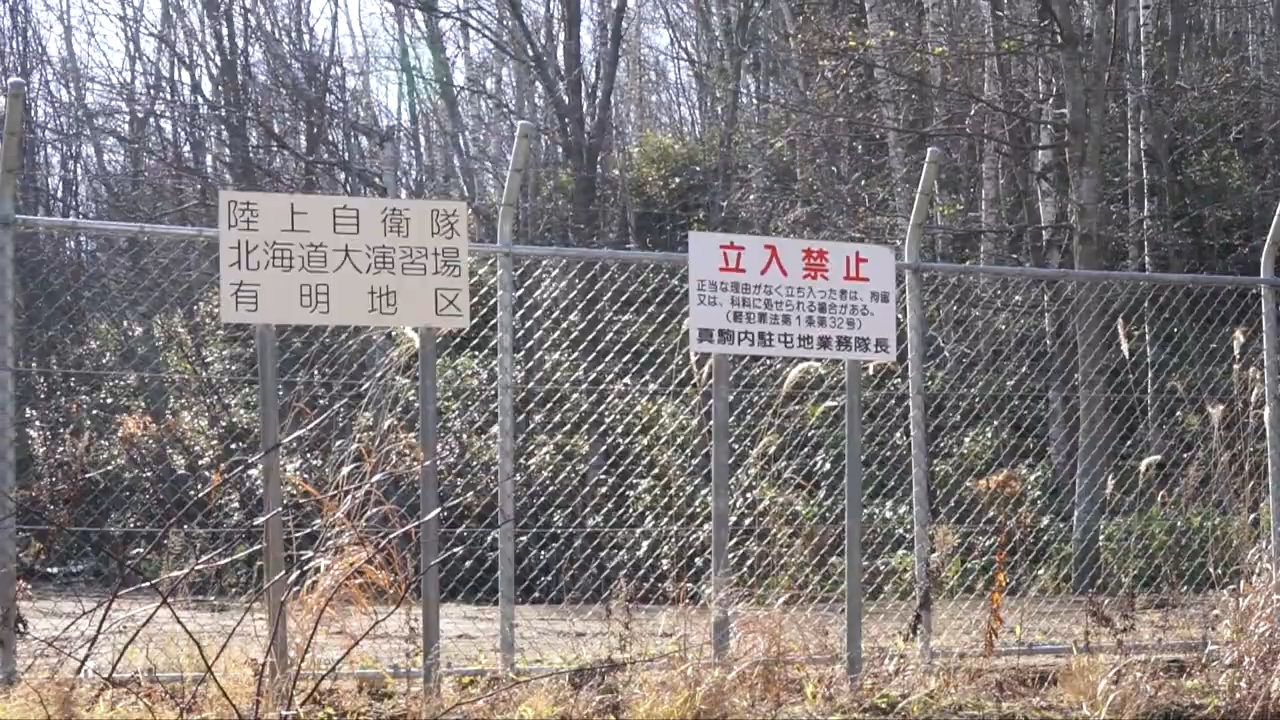 陸上自衛隊
北海道大演習場
有明地区
立入禁止
正当な理由がなく立ち入った者は、拘留
又は、科料に処せられる場合がある。
(軽犯罪法第1条第32号)
真駒内駐屯地業務隊長